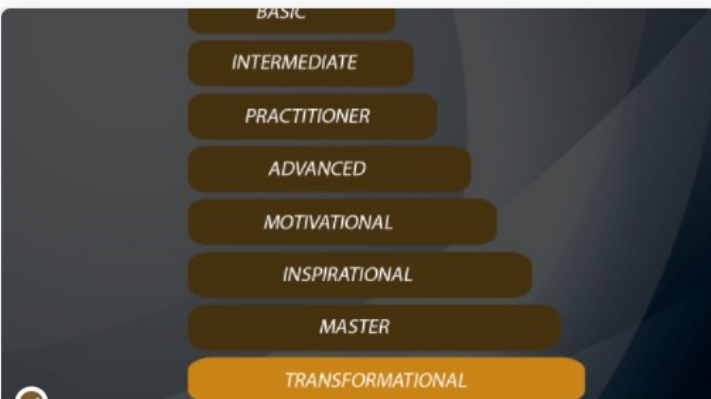 BASIC
INTERMEDIATE
PRACTITIONER
ADVANCED
MOTIVATIONAL
INSPIRATIONAL
MASTER
TRANSFORMATIONAL